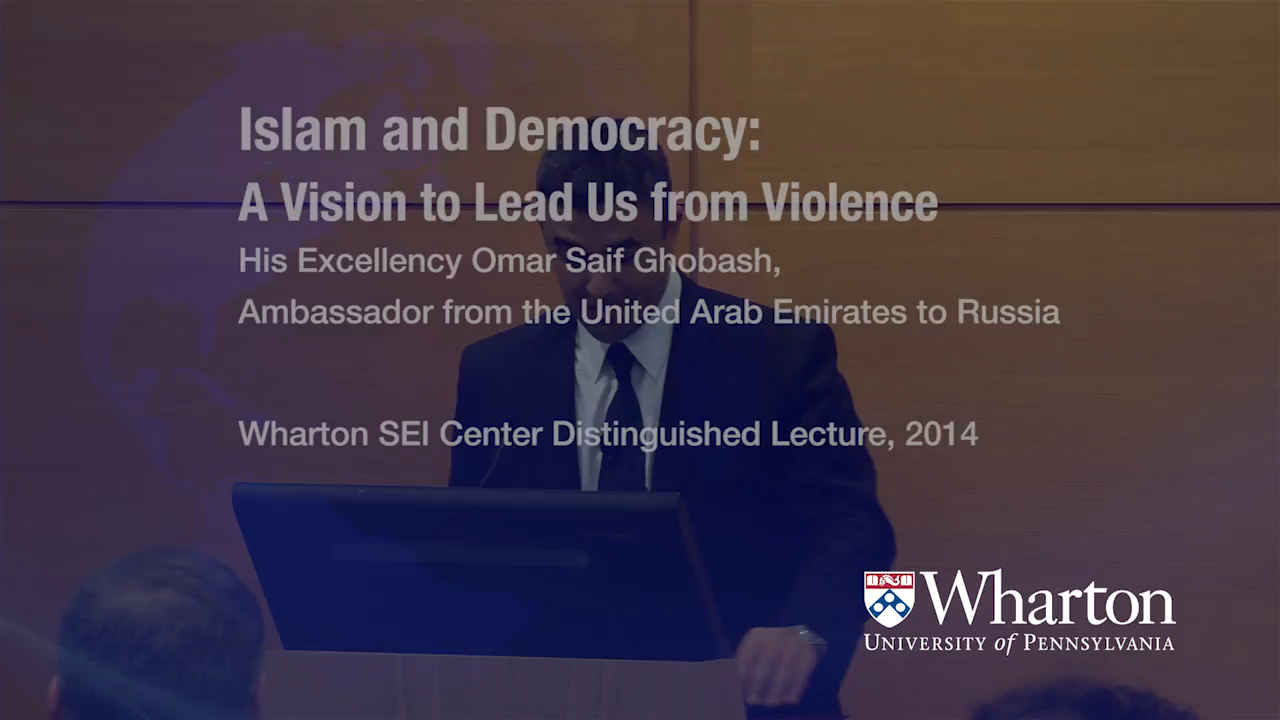 Islam and Democracy:
A Vision to Lead Us from Violence
His Excellency Omar Saif Ghobash,
Ambassador from the United Arab Emirates to Russia
Wharton SEI Center Distinguished Lecture, 2014
Wharton
UNIVERSITY of PENNSYLVANIA